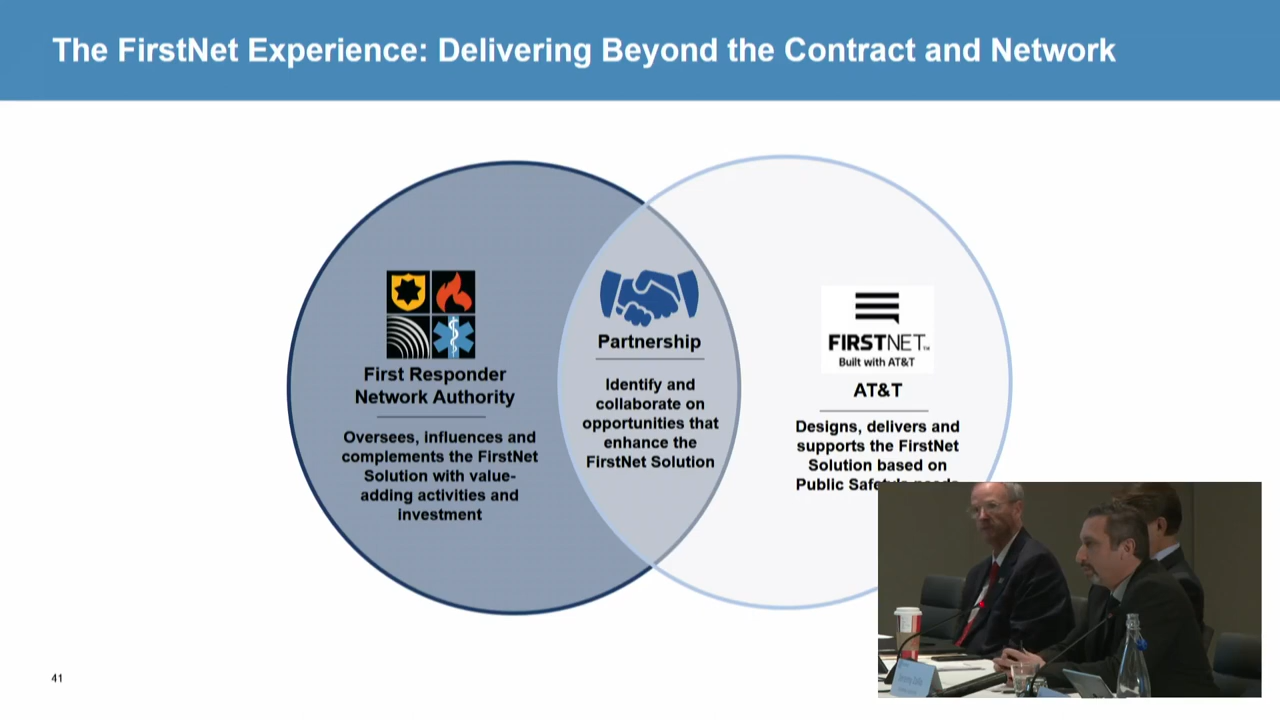 The FirstNet Experience: Delivering Beyond the Contract and Network
First Responder
Network Authority
Oversees, influences and
complements the FirstNet
Solution with value-
adding activities and
investment
Partnership
Identify and
collaborate on
opportunities that
enhance the
FirstNet Solution
FIRSTNET™
Built with AT&T
AT&T
Designs, delivers and
supports the FirstNet
Solution based on
Public
41